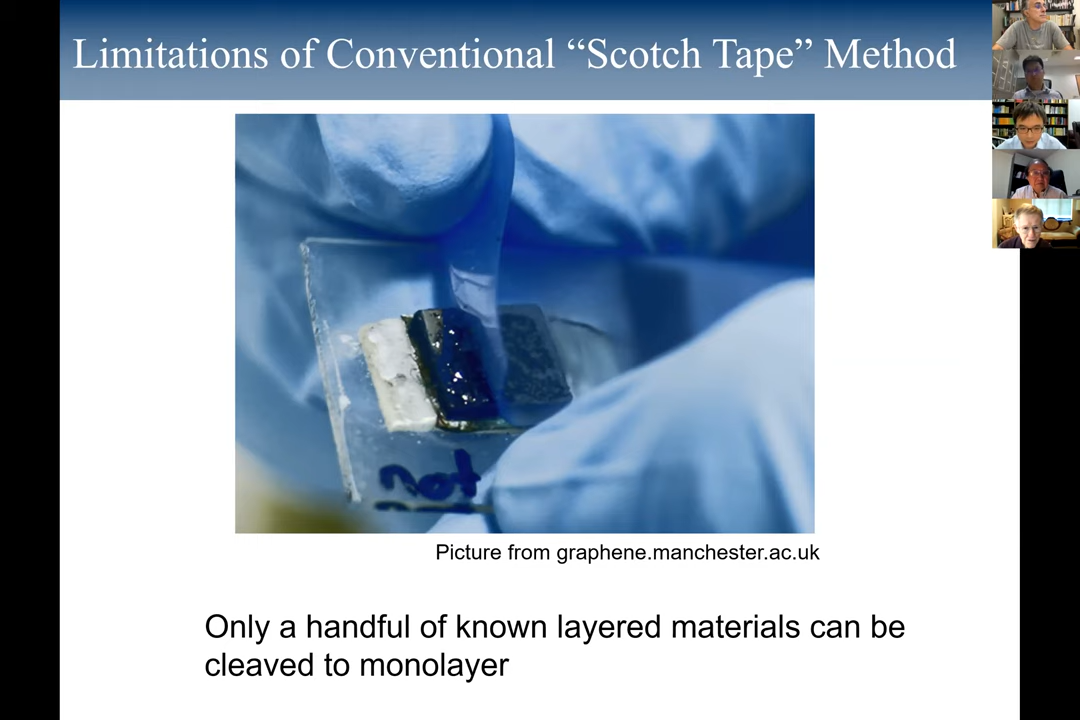 Limitations of Conventional “Scotch Tape” Method
not
Picture from graphene.manchester.ac.uk
Only a handful of known layered materials can be
cleaved to monolayer